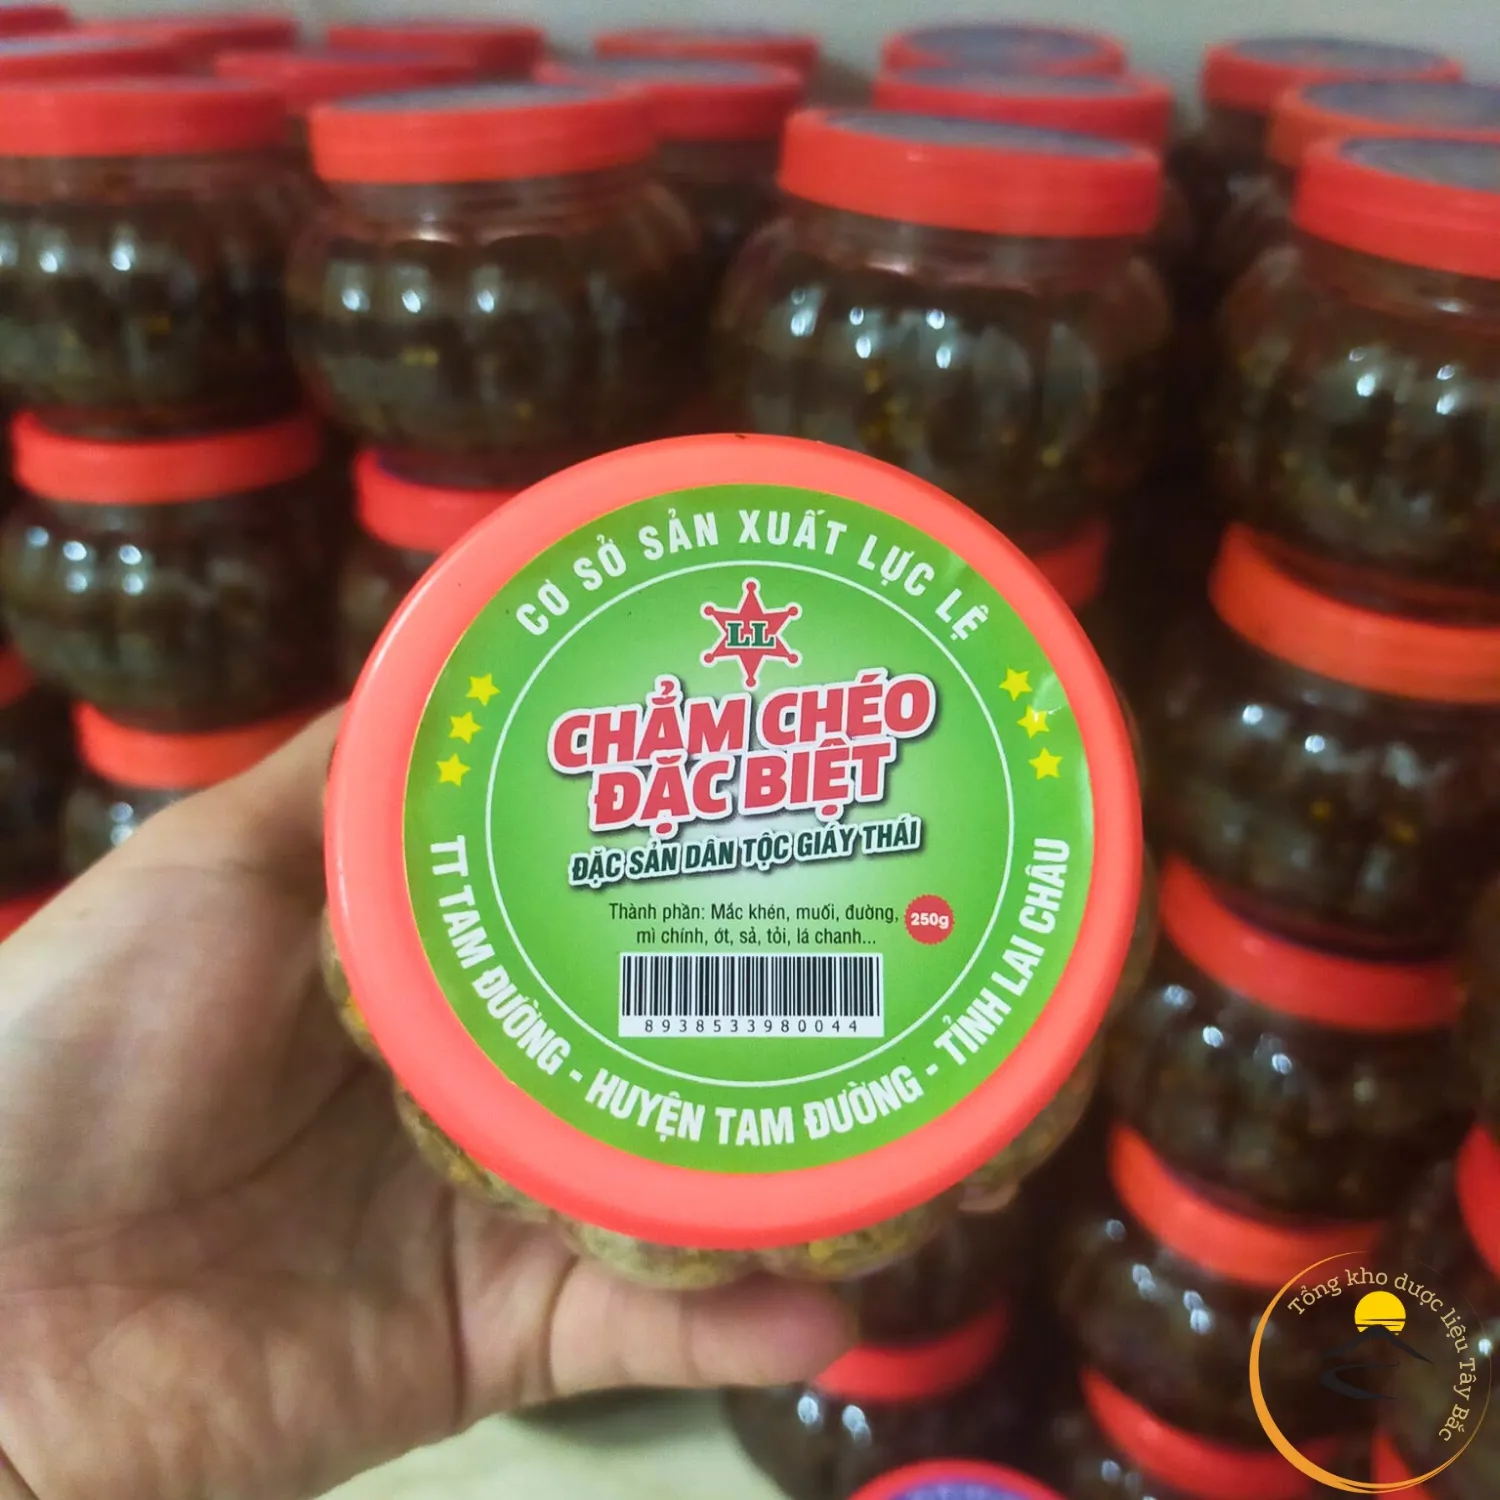 CƠ SỞ SẢN XUẤT LỰC LỆ
LL
CHẲM CHÉO
ĐẶC BIỆT
ĐẶC SẢN DÂN TỘC GIÁY THÁI
Thành phần: Mắc khén, muối, đường,
mì chính, ớt, sả, tỏi, lá chanh...
250g
8938533980044
TT TAM ĐƯỜNG - HUYỆN TAM ĐƯỜNG - TỈNH LAI CHÂU
Tổng kho dược liệu Tây Bắc